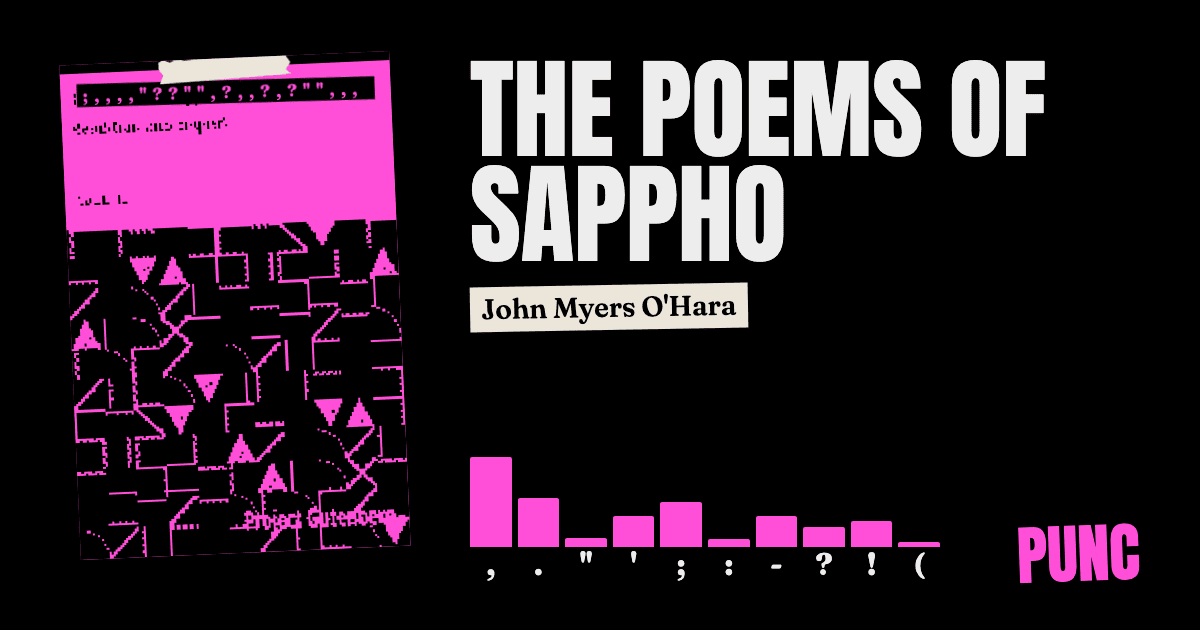 ;,,,,"??"",?,,?,?"",,,
Project Gutenberg
THE POEMS OF
SAPPHO
John Myers O'Hara
, . " ' ; : - ? ! (
PUNC